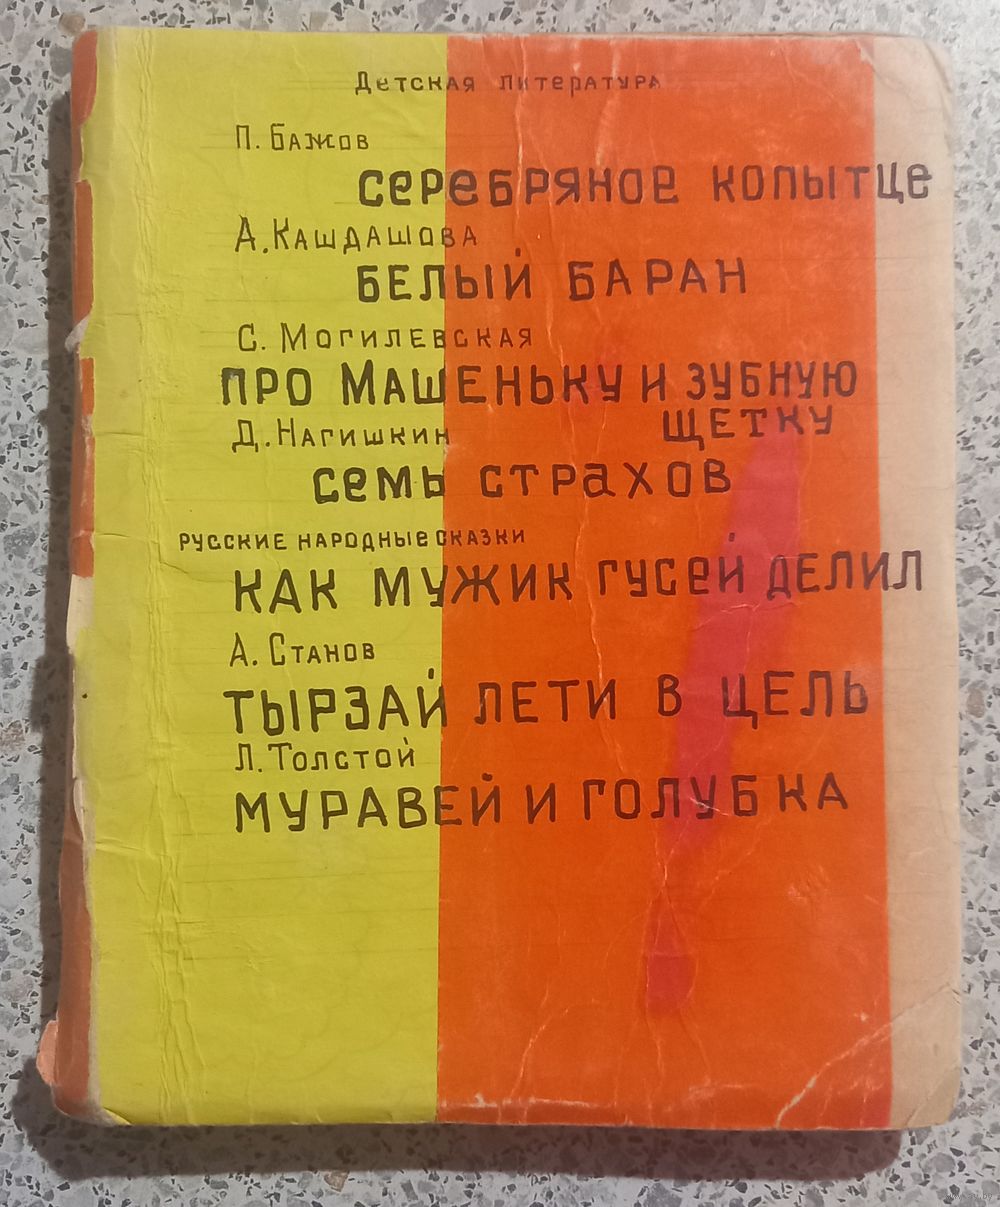 Детская литература
П. Бажов
Серебряное копытце
А. Кашдашова
Белый баран
С. Могилевская
Про Машеньку и зубную
щетку
Д. Нагишкин
Семь страхов
Русские народные сказки
Как мужик гусей делил
А. Станов
Тырзай лети в цель
Л. Толстой
Муравей и голубка